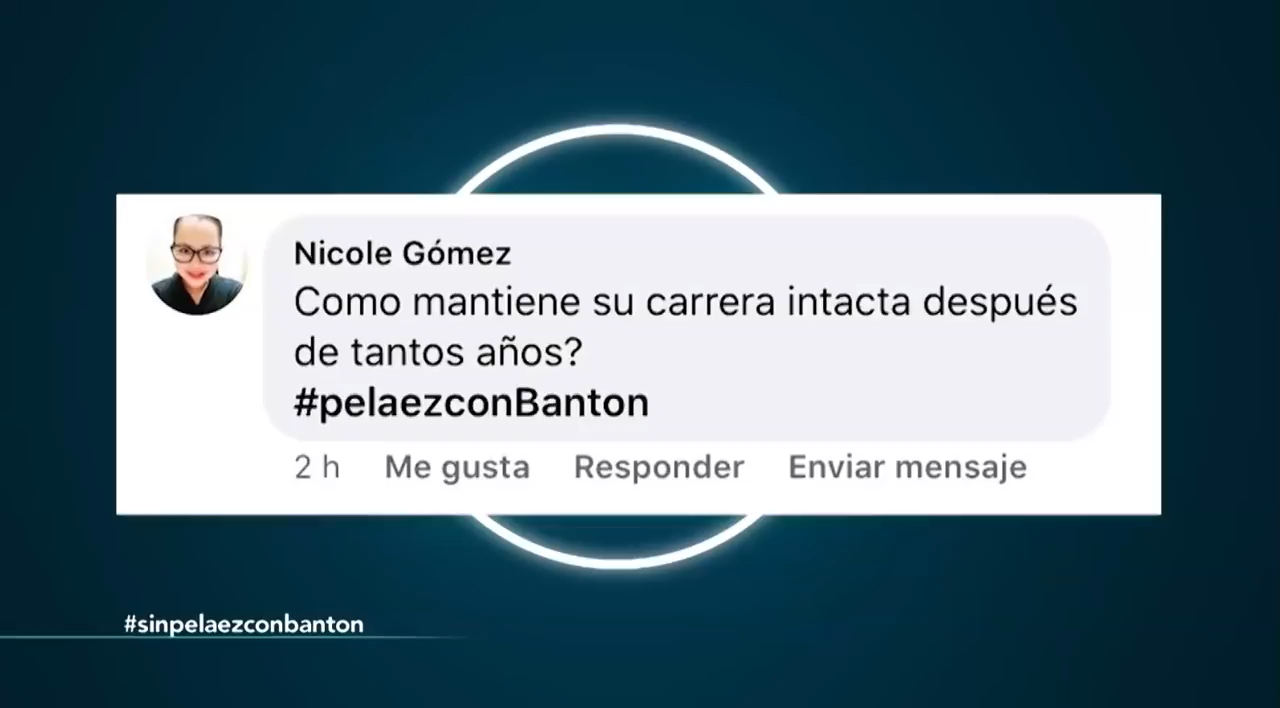 Nicole Gómez
Como mantiene su carrera intacta después
de tantos años?
#pelaezconBanton
2 h Me gusta Responder Enviar mensaje
#sinpelaezconbanton